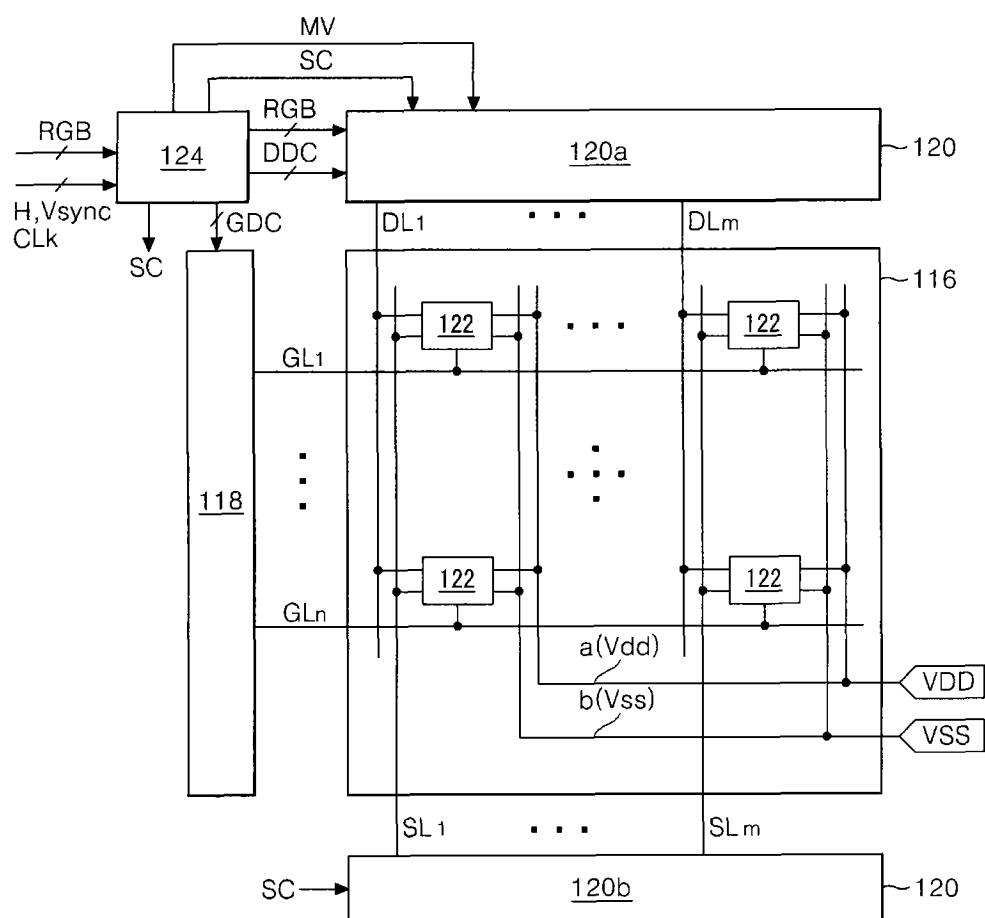 MV
SC
RGB
RGB
124
DDC
120a
120
H,Vsync
CLk
GDC
SC
DL1
DLm
116
122
122
GL1
118
122
122
GLn
a(Vdd)
VDD
b(Vss)
VSS
SL1
SLm
SC
120b
120